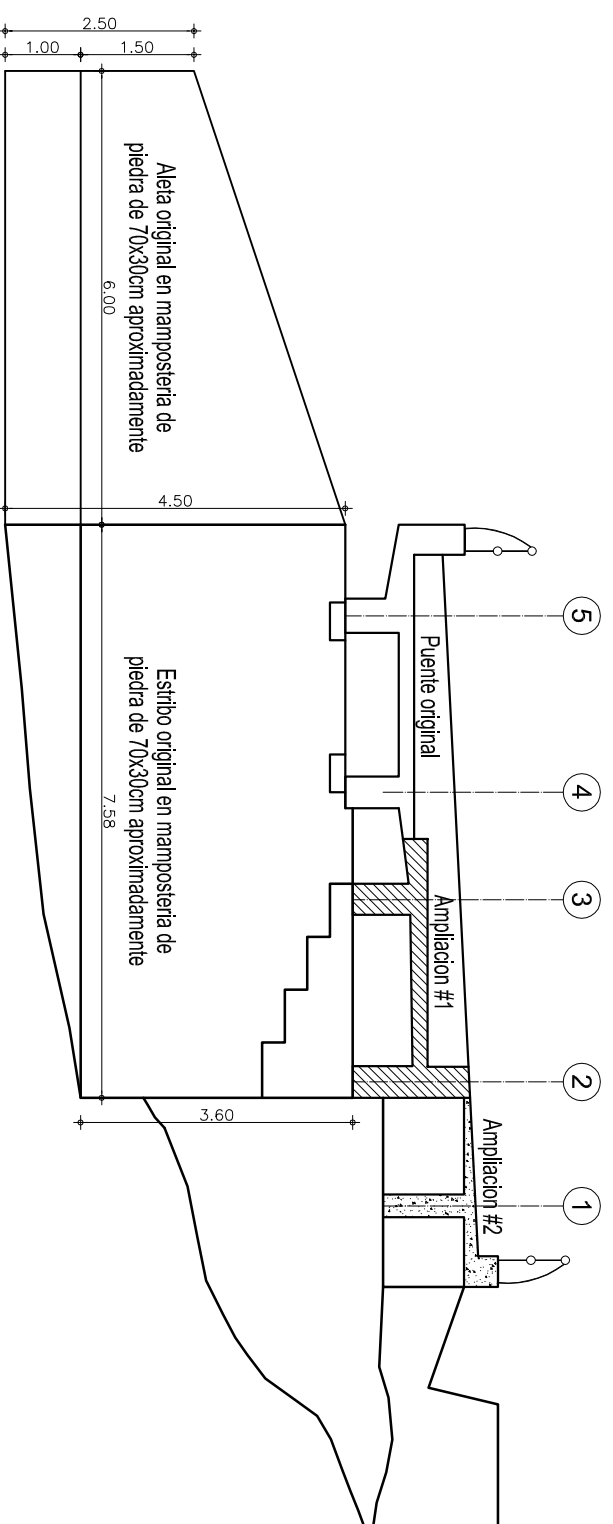 5
4
3
2
1
Puente original
Ampliacion #1
Ampliacion #2
2.50
1.00
1.50
Aleta original en mamposteria de
piedra de 70x30cm aproximadamente
6.00
4.50
Estribo original en mamposteria de
piedra de 70x30cm aproximadamente
7.58
3.60